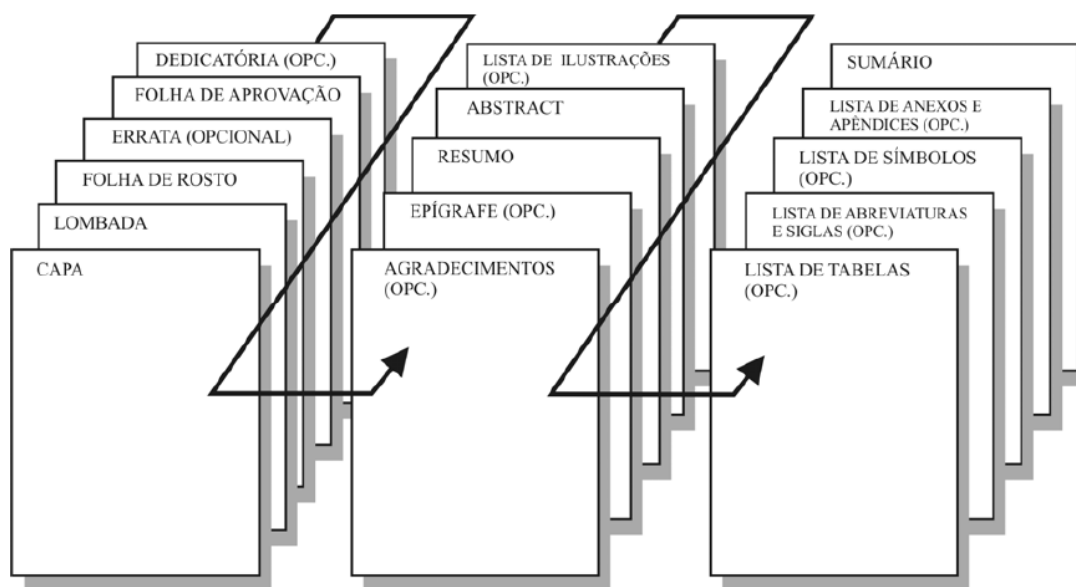 DEDICATÓRIA (OPC.)
FOLHA DE APROVAÇÃO
ERRATA (OPCIONAL)
FOLHA DE ROSTO
LOMBADA
CAPA
LISTA DE ILUSTRAÇÕES
(OPC.)
ABSTRACT
RESUMO
EPÍGRAFE (OPC.)
AGRADECIMENTOS
(OPC.)
SUMÁRIO
LISTA DE ANEXOS E
APÈNDICES (OPC.)
LISTA DE SÍMBOLOS
(OPC.)
LISTA DE ABREVIATURAS
E SIGLAS (OPC.)
LISTA DE TABELAS
(OPC.)